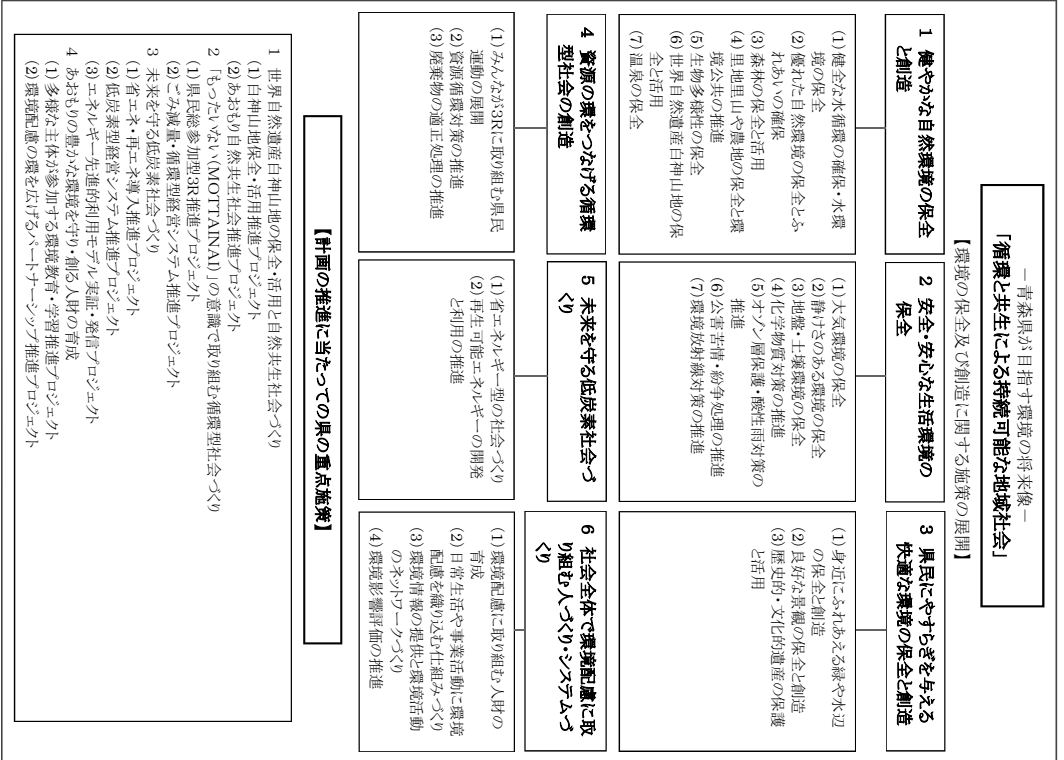 －青森県が目指す環境の将来像－
「循環と共生による持続可能な地域社会」
【環境の保全及び創造に関する施策の展開】
1 健やかな自然環境の保全
と創造
(1)健全な水循環の確保・水環
境の保全
(2)優れた自然環境の保全とふ
れあいの確保
(3)森林の保全と活用
(4)里地里山や農地の保全と環
境公共の推進
(5)生物多様性の保全
(6)世界自然遺産白神山地の保
全と活用
(7)温泉の保全
2 安全・安心な生活環境の
保全
(1)大気環境の保全
(2)静けさのある環境の保全
(3)地盤・土壌環境の保全
(4)化学物質対策の推進
(5)オゾン層保護・酸性雨対策の
推進
(6)公害苦情・紛争処理の推進
(7)環境放射線対策の推進
3 県民にやすらぎを与える
快適な環境の保全と創造
(1)身近にふれあえる緑や水辺
の保全と創造
(2)良好な景観の保全と創造
(3)歴史的・文化的遺産の保護
と活用
4 資源の環をつなげる循環
型社会の創造
(1)みんなが3Rに取り組む県民
運動の展開
(2)資源循環対策の推進
(3)廃棄物の適正処理の推進
5 未来を守る低炭素社会づ
くり
(1)省エネルギー型の社会づくり
(2)再生可能エネルギーの開発
と利用の推進
6 社会全体で環境配慮に取
り組む人づくり・システムづ
くり
(1)環境配慮に取り組む人財の
育成
(2)日常生活や事業活動に環境
配慮を織り込む仕組みづくり
(3)環境情報の提供と環境活動
のネットワークづくり
(4)環境影響評価の推進
【計画の推進に当たっての県の重点施策】
1 世界自然遺産白神山地の保全・活用と自然共生社会づくり
(1)白神山地保全・活用推進プロジェクト
(2)あおもり自然共生社会推進プロジェクト
2 「もったいない(MOTTAINAI)」の意識で取り組む循環型社会づくり
(1)県民総参加型3R推進プロジェクト
(2)ごみ減量・循環型経営システム推進プロジェクト
3 未来を守る低炭素社会づくり
(1)省エネ・再エネ導入推進プロジェクト
(2)低炭素型経営システム推進プロジェクト
(3)エネルギー先進的利用モデル実証・発信プロジェクト
4 あおもりの豊かな環境を守り・創る人財の育成
(1)多様な主体が参加する環境教育・学習推進プロジェクト
(2)環境配慮の環を広げるパートナーシップ推進プロジェクト